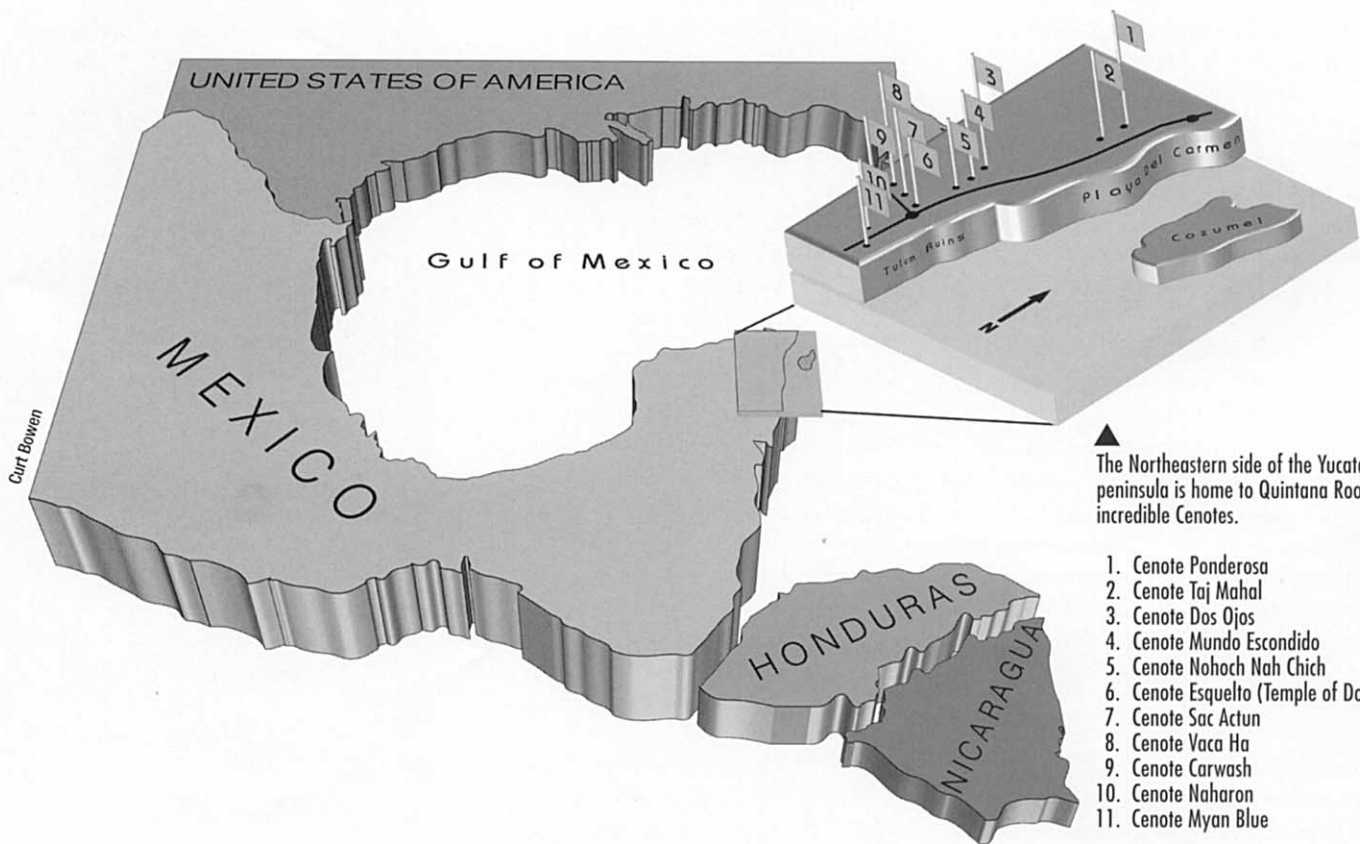 UNITED STATES OF AMERICA
Gulf of Mexico
MEXICO
HONDURAS
NICARAGUA
Curt Bowen
1
2
3
4
5
6
7
8
9
10
11
Tulum Ruins
Playa Del Carmen
Cozumel
N
The Northeastern side of the
peninsula is home to Quintana
incredible Cenotes.
1. Cenote Ponderosa
2. Cenote Taj Mahal
3. Cenote Dos Ojos
4. Cenote Mundo Escondido
5. Cenote Nohoch Nah Chich
6. Cenote Esquelto (Temple of
7. Cenote Sac Actun
8. Cenote Vaca Ha
9. Cenote Carwash
10. Cenote Naharon
11. Cenote Myan Blue